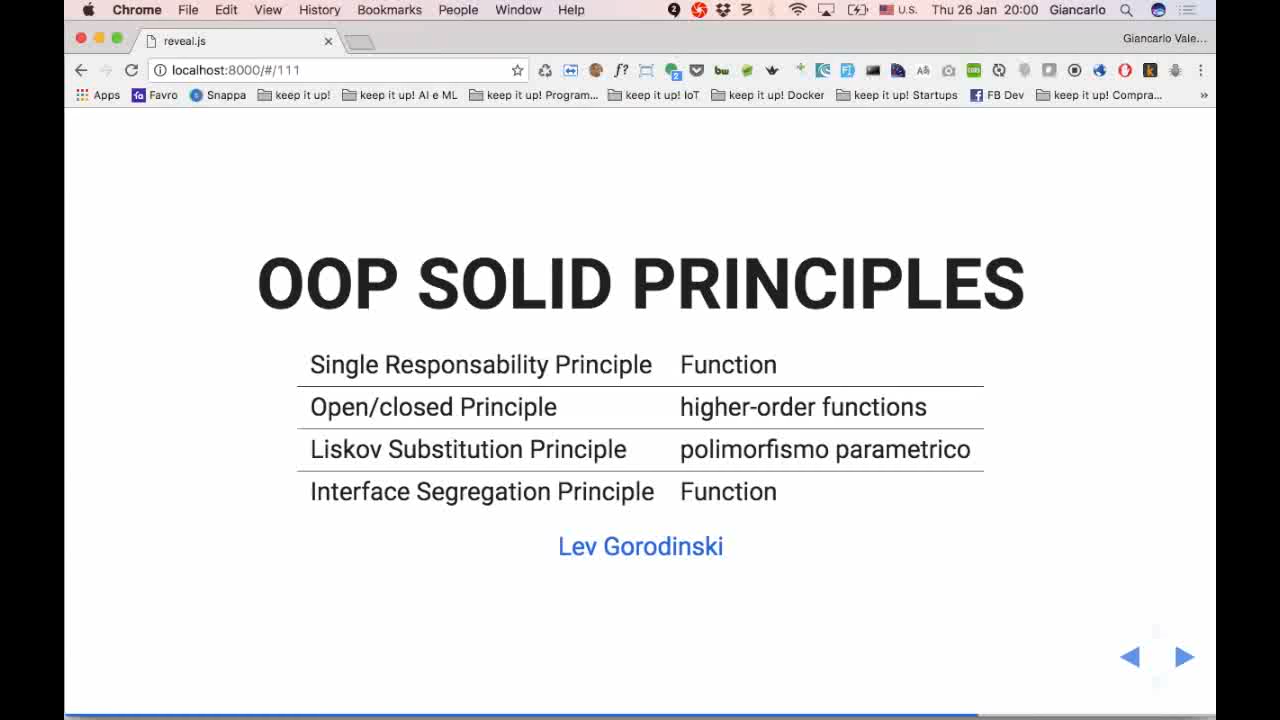 Chrome File Edit View History Bookmarks People Window Help U.S. Thu 26 Jan 20:00 Giancarlo
reveal.js Giancarlo Vale...
localhost:8000/#/111
Apps Favro Snappa keep it up! keep it up! AI e ML keep it up! Program... keep it up! IoT keep it up! Docker keep it up! Startups FB Dev keep it up! Compra... »
OOP SOLID PRINCIPLES
Single Responsability Principle Function
Open/closed Principle higher-order functions
Liskov Substitution Principle polimorfismo parametrico
Interface Segregation Principle Function
Lev Gorodinski